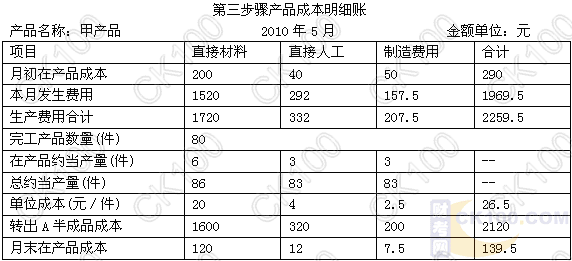 第三步骤产品成本明细账
产品名称：甲产品 2010 年 5 月 金额单位：元
项目 直接材料 直接人工 制造费用 合计
月初在产品成本 200 40 50 290
本月发生费用 1520 292 157.5 1969.5
生产费用合计 1720 332 207.5 2259.5
完工产品数量(件) 80
在产品约当产量(件) 6 3 3 --
总约当产量(件) 86 83 83 --
单位成本(元/件) 20 4 2.5 26.5
转出 A 半成品成本 1600 320 200 2120
月末在产品成本 120 12 7.5 139.5
CK100